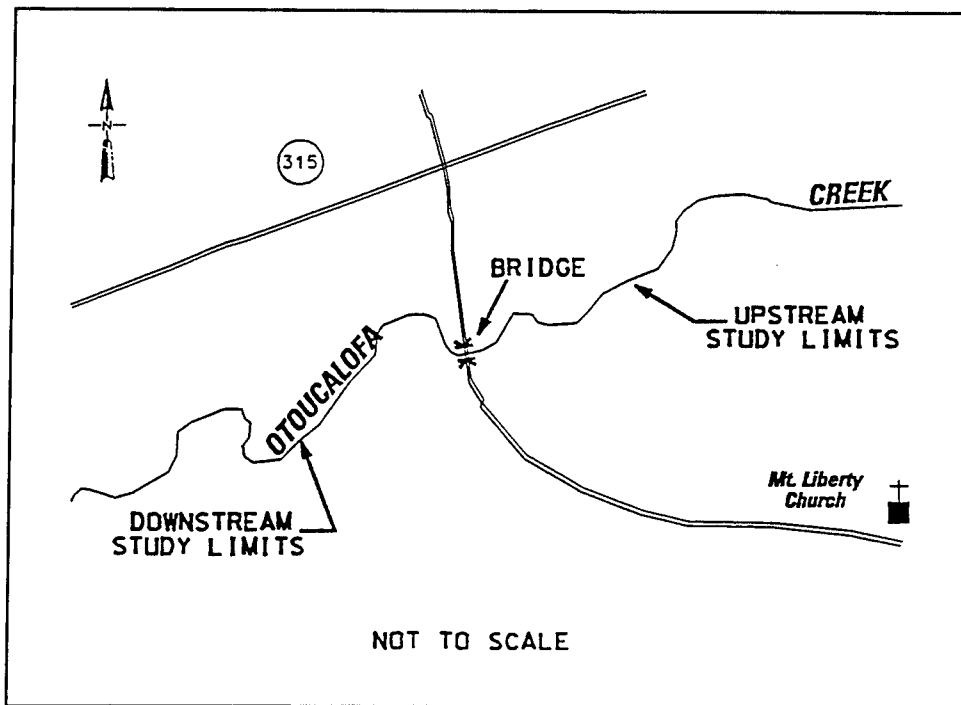 N
315
CREEK
BRIDGE
UPSTREAM
STUDY LIMITS
OTOUCALOFA
Mt. Liberty
Church
DOWNSTREAM
STUDY LIMITS
NOT TO SCALE